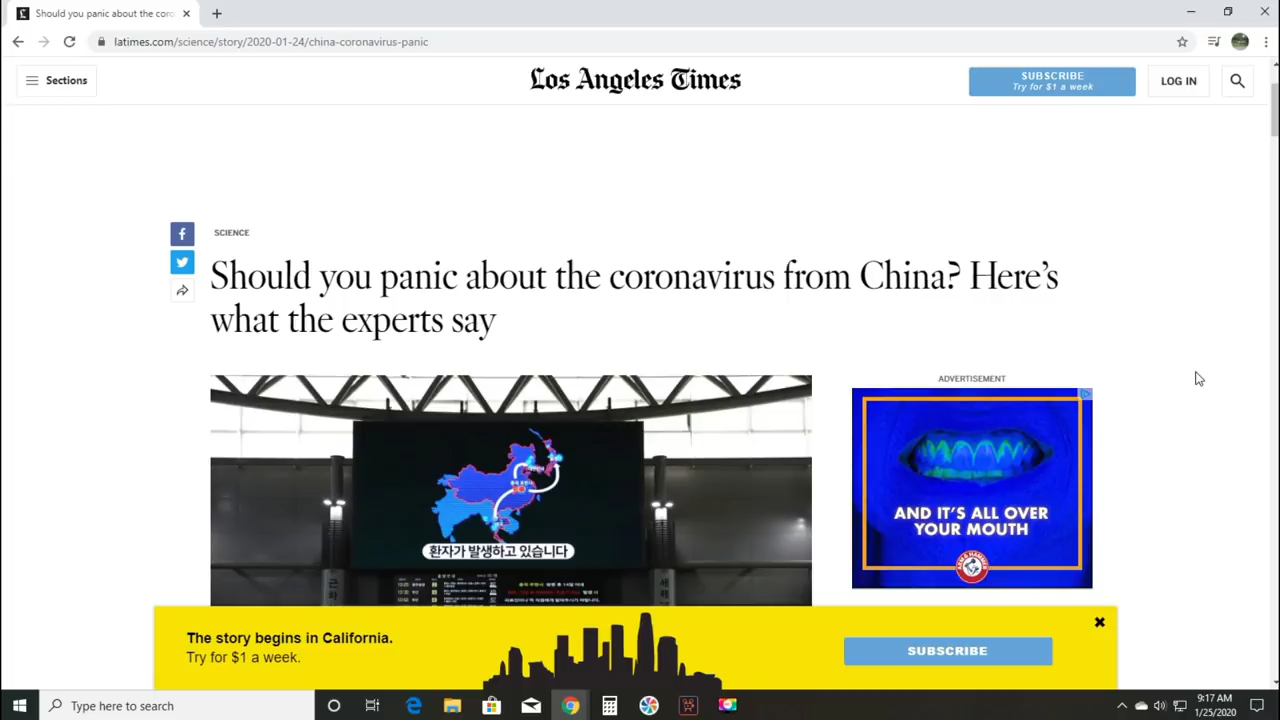 Should you panic about the coro
latimes.com/science/story/2020-01-24/china-coronavirus-panic
Sections
Los Angeles Times
SUBSCRIBE
Try for $1 a week
LOG IN
SCIENCE
Should you panic about the coronavirus from China? Here’s
what the experts say
ADVERTISEMENT
환자가 발생하고 있습니다
AND IT'S ALL OVER
YOUR MOUTH
ARM & HAMMER
The story begins in California.
Try for $1 a week.
SUBSCRIBE
Type here to search
9:17 AM
1/25/2020